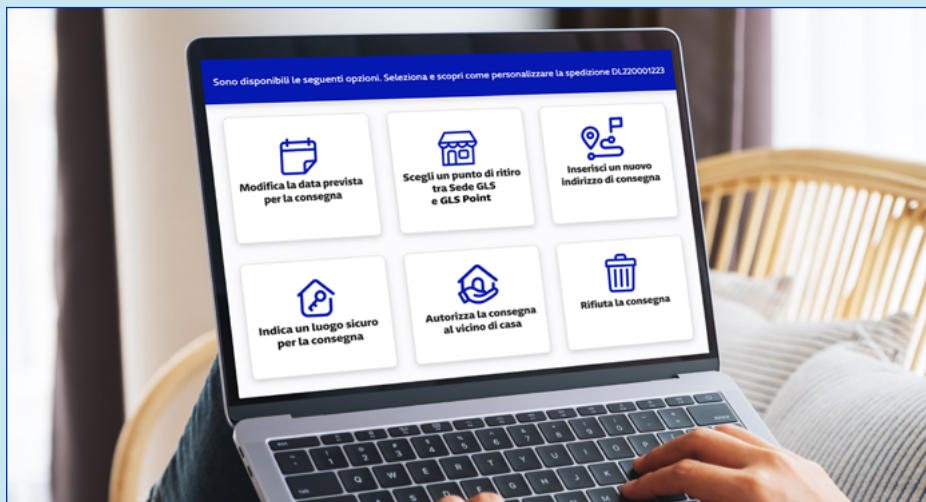 Sono disponibili le seguenti opzioni. Seleziona e scopri come personalizzare la spedizione DL220001223
Modifica la data prevista
per la consegna
Scegli un punto di ritiro
tra Sede GLS
e GLS Point
Inserisci un nuovo
indirizzo di consegna
Indica un luogo sicuro
per la consegna
Autorizza la consegna
al vicino di casa
Rifiuta la consegna